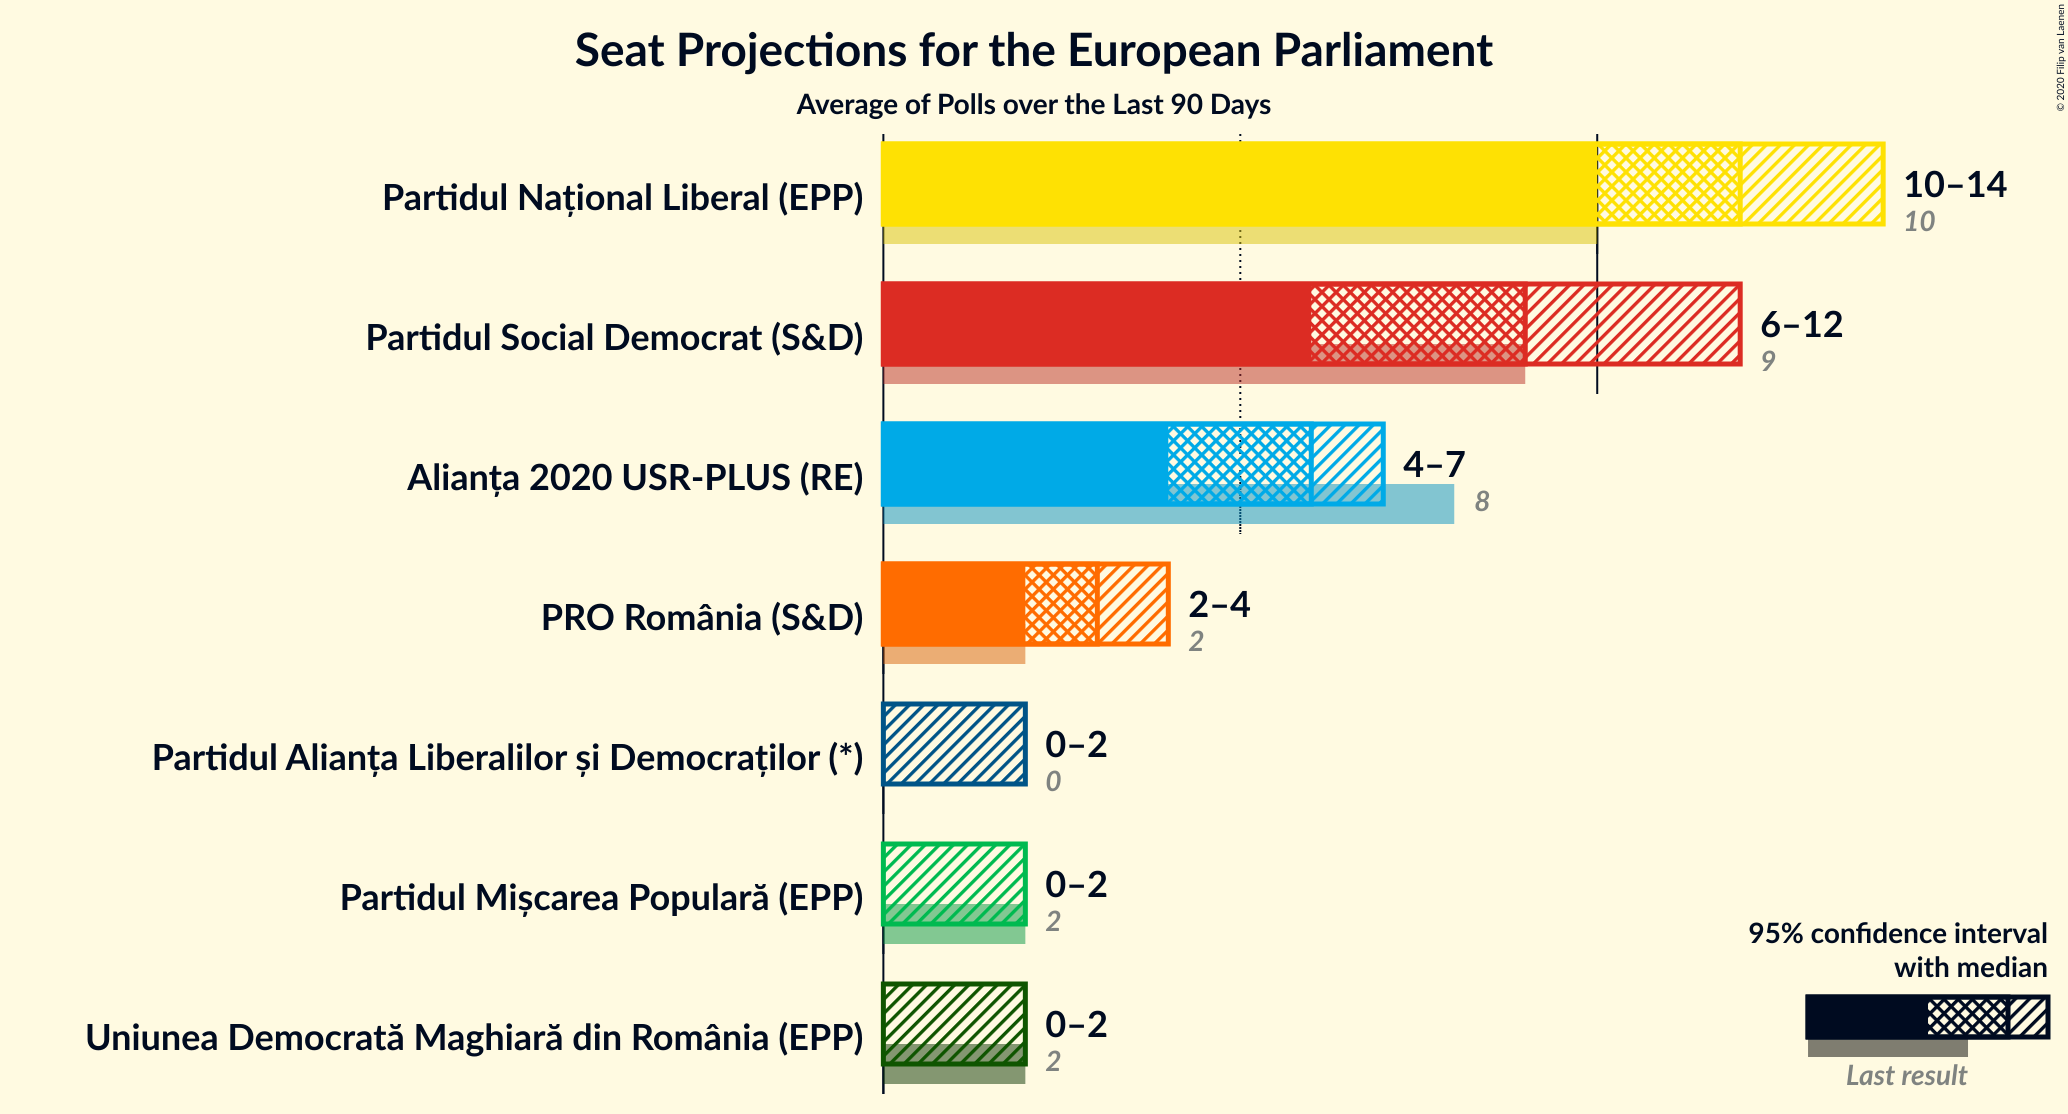 Seat Projections for the European Parliament
Average of Polls over the Last 90 Days
© 2020 Filip van Laenen
Partidul Național Liberal (EPP)
10–14
10
Partidul Social Democrat (S&D)
6–12
9
Alianța 2020 USR-PLUS (RE)
4–7
8
PRO România (S&D)
2–4
2
Partidul Alianța Liberalilor și Democraților (*)
0–2
0
Partidul Mișcarea Populară (EPP)
0–2
2
Uniunea Democrată Maghiară din România (EPP)
0–2
2
95% confidence interval
with median
Last result